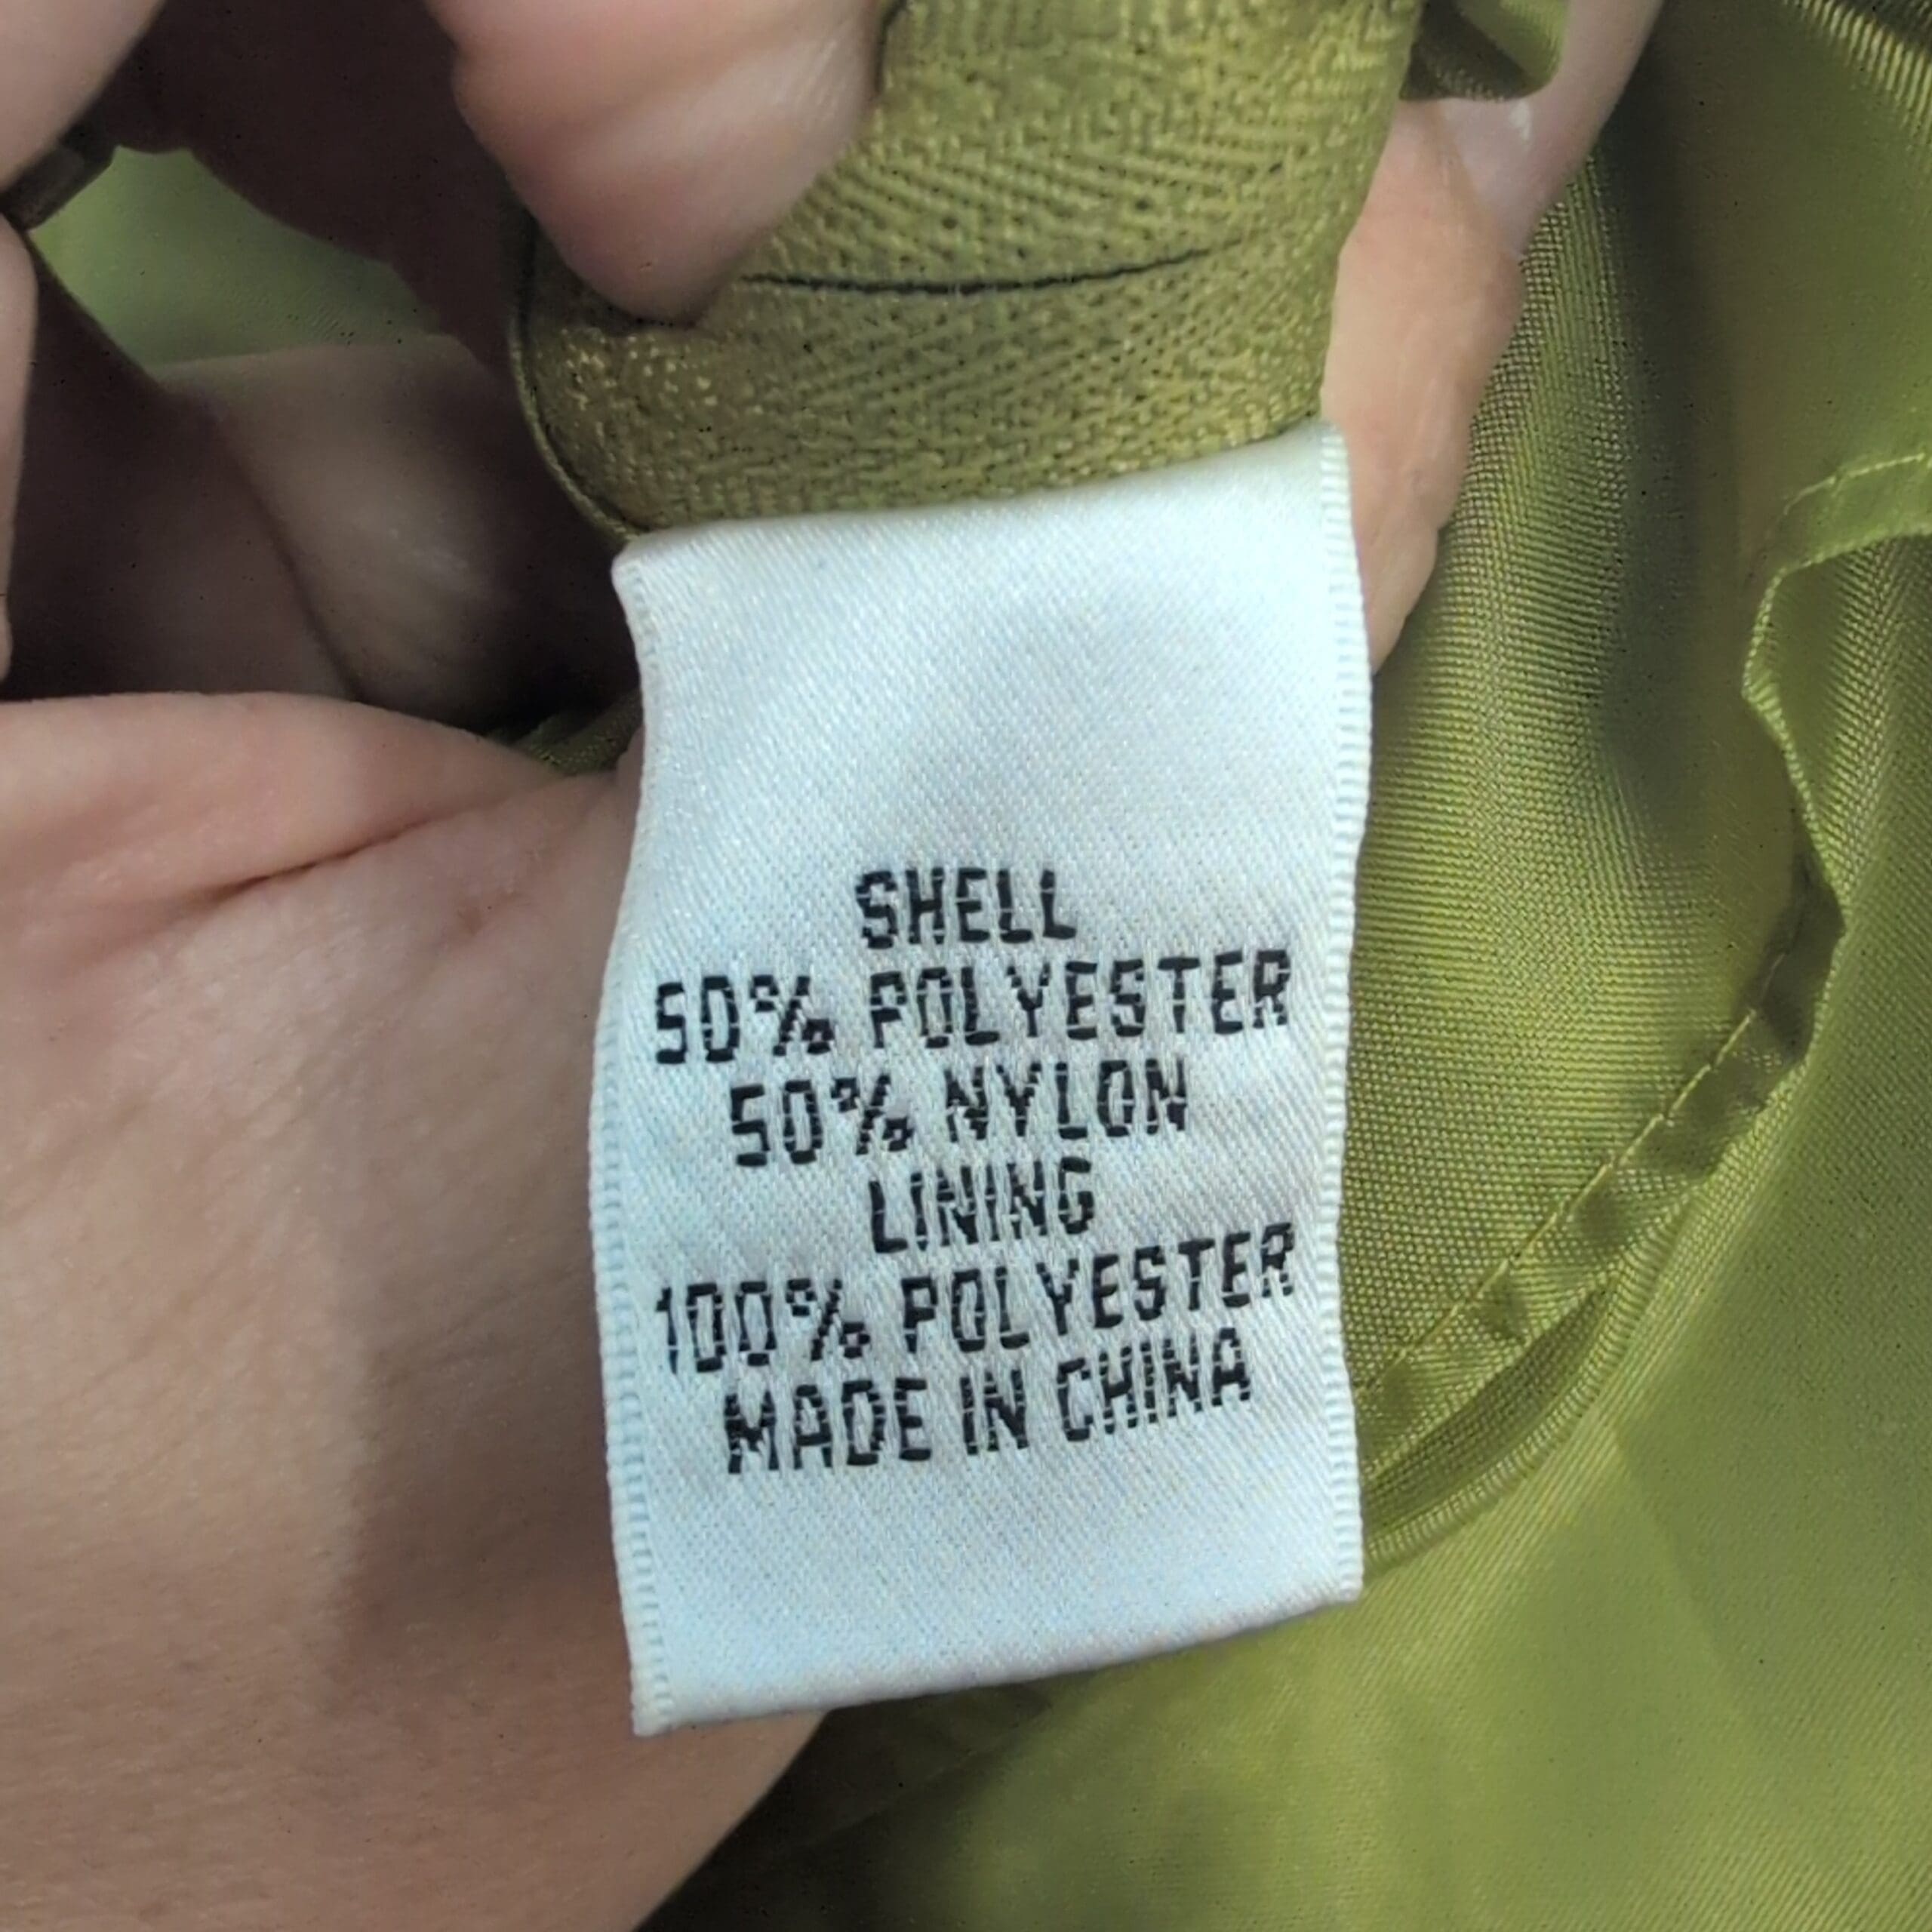 SHELL
50% POLYESTER
50% NYLON
LINING
100% POLYESTER
MADE IN CHINA